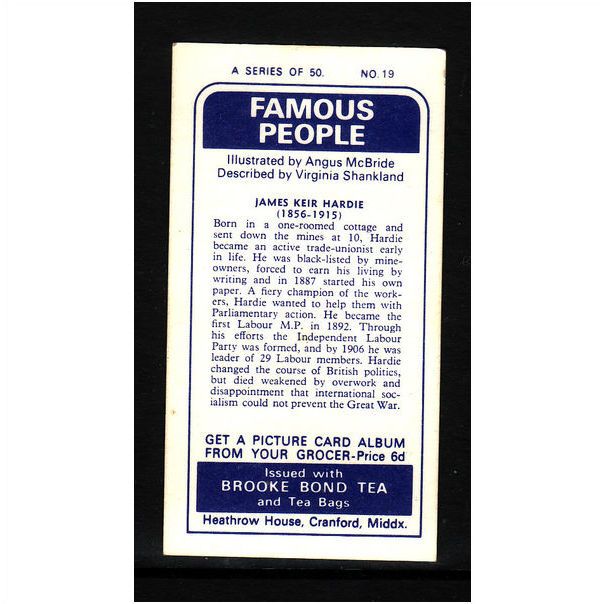 A SERIES OF 50. NO. 19
FAMOUS
PEOPLE
Illustrated by Angus McBride
Described by Virginia Shankland
JAMES KEIR HARDIE
(1856-1915)
Born in a one-roomed cottage and
sent down the mines at 10, Hardie
became an active trade-unionist early
in life. He was black-listed by mine-
owners, forced to earn his living by
writing and in 1887 started his own
paper. A fiery champion of the work-
ers, Hardie wanted to help them with
Parliamentary action. He became the
first Labour M.P. in 1892. Through
his efforts the Independent Labour
Party was formed, and by 1906 he was
leader of 29 Labour members. Hardie
changed the course of British politics,
but died weakened by overwork and
disappointment that international soc-
ialism could not prevent the Great War.
GET A PICTURE CARD ALBUM
FROM YOUR GROCER-Price 6d
Issued with
BROOKE BOND TEA
and Tea Bags
Heathrow House, Cranford, Middx.